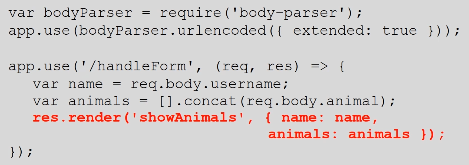 var bodyParser = require('body-parser');
app.use(bodyParser.urlencoded({ extended: true }));

app.use('/handleForm', (req, res) => {
   var name = req.body.username;
   var animals = [].concat(req.body.animal);
   res.render('showAnimals', { name: name,
                               animals: animals });
});